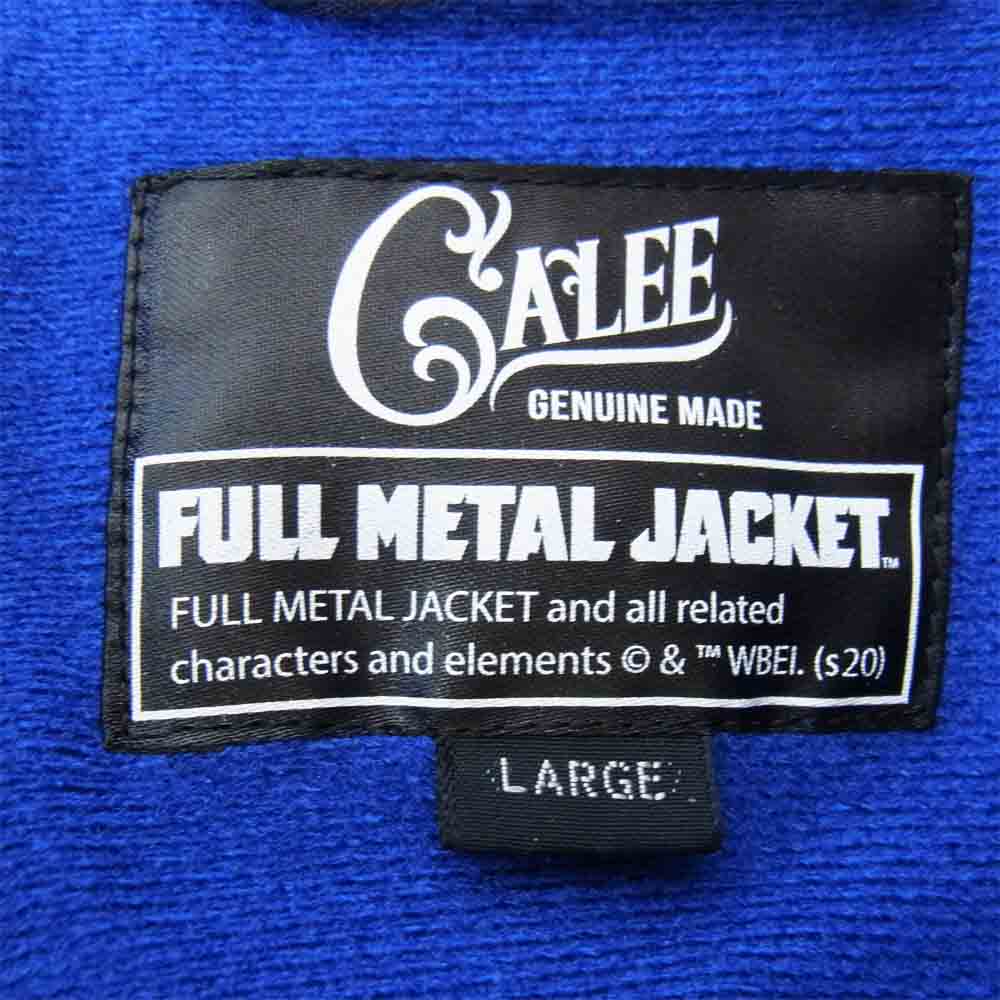 CALEE
GENUINE MADE
FULL METAL JACKET™
FULL METAL JACKET and all related
characters and elements © & ™ WBEI. (s20)
LARGE